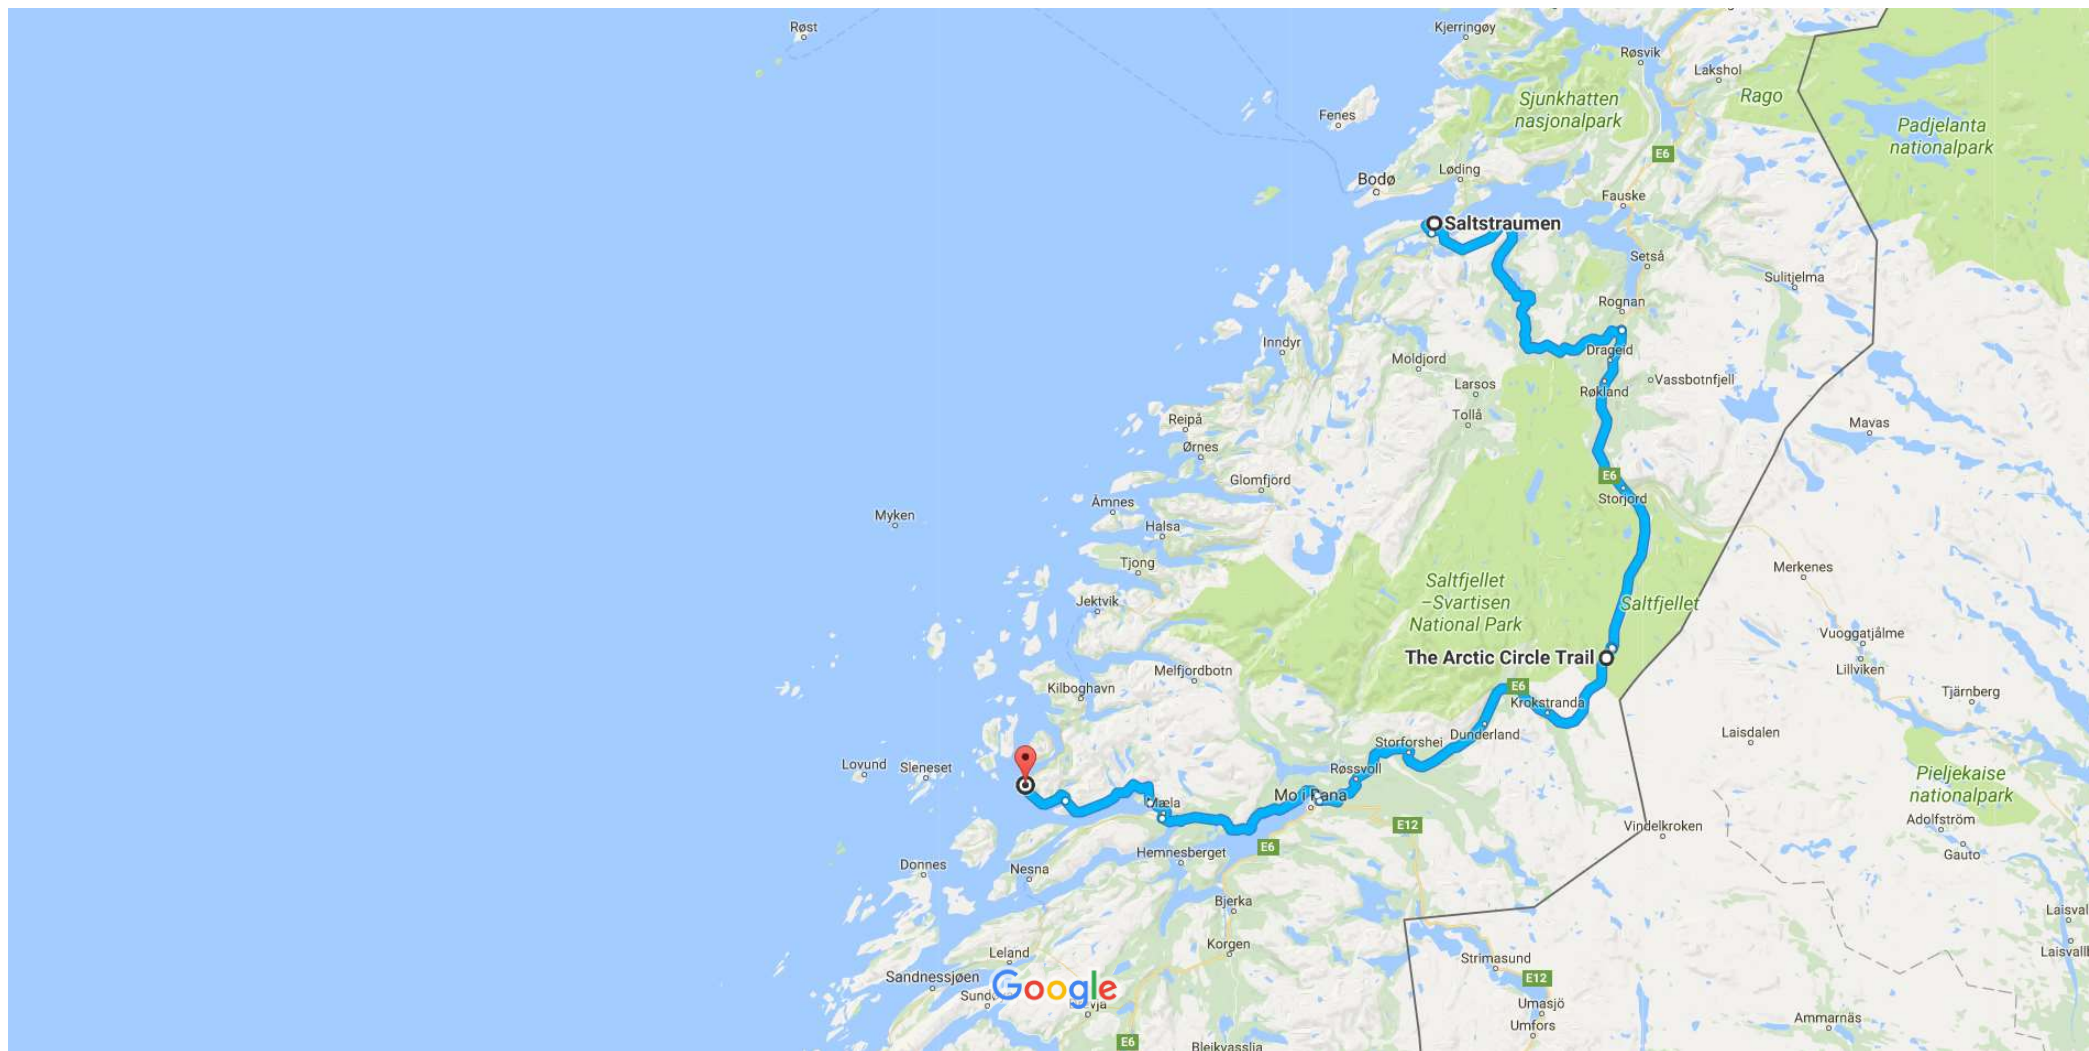 Røst
Kjerringøy
Røsvik
Lakshol
Sjunkhatten
nasjonalpark
Rago
Fenes
Padjelanta
nationalpark
E6
Løding
Bodø
Fauske
Saltstraumen
Setså
Sulitjelma
Rognan
Inndyr
Drageid
Moldjord
Vassbotnfjell
Larsos
Røkland
Tollå
Reipå
Mavas
Ørnes
E6
Glomfjord
Storjord
Åmnes
Myken
Halsa
Tjong
Merkenes
Saltfjellet
–Svartisen
National Park
Jektvik
Saltfjellet
Vuoggatjålme
The Arctic Circle Trail
Melfjordbotn
Lillviken
Kilboghavn
E6
Tjärnberg
Krokstranda
Laisdalen
Dunderland
Storforshei
Lovund
Sleneset
Røssvoll
Pieljekaise
nationalpark
Mo i Rana
Mæla
Adolfström
E12
Vindelkroken
E6
Hemnesberget
Gauto
Donnes
Nesna
Bjerka
Laisval
Korgen
Leland
Laisvallb
Strimasund
Sandnessjøen
E12
Google
Umasjö
Ammarnäs
Umfors
E6
Bleikvasslia